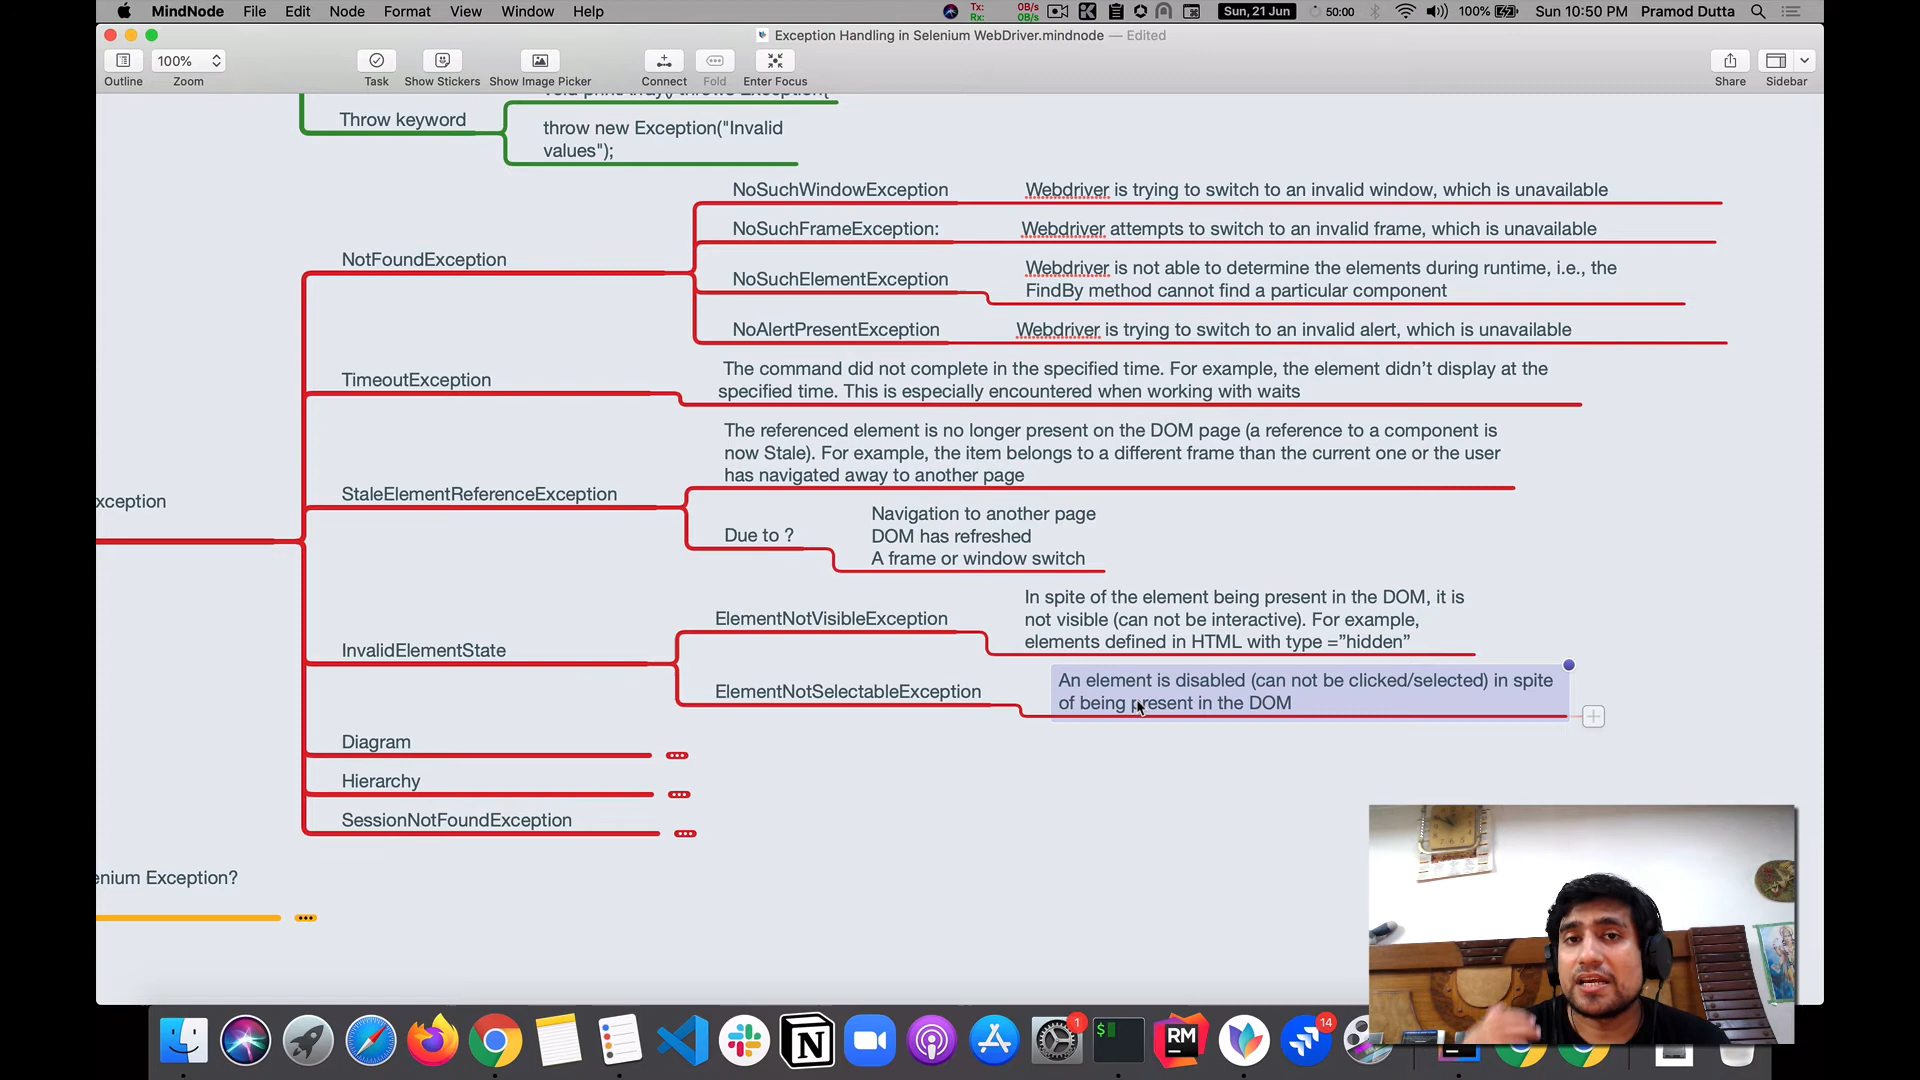 MindNode File Edit Node Format View Window Help
Tx: 0B/s
Rx: 0B/s
Sun, 21 Jun
50:00
100%
Sun 10:50 PM
Pramod Dutta
Exception Handling in Selenium WebDriver.mindnode — Edited
100%
Outline
Zoom
Task
Show Stickers
Show Image Picker
Connect
Fold
Enter Focus
Share
Sidebar
Throw keyword
throw new Exception("Invalid
values");
NotFoundException
NoSuchWindowException
Webdriver is trying to switch to an invalid window, which is unavailable
NoSuchFrameException:
Webdriver attempts to switch to an invalid frame, which is unavailable
NoSuchElementException
Webdriver is not able to determine the elements during runtime, i.e., the
FindBy method cannot find a particular component
NoAlertPresentException
Webdriver is trying to switch to an invalid alert, which is unavailable
TimeoutException
The command did not complete in the specified time. For example, the element didn’t display at the
specified time. This is especially encountered when working with waits
xception
StaleElementReferenceException
The referenced element is no longer present on the DOM page (a reference to a component is
now Stale). For example, the item belongs to a different frame than the current one or the user
has navigated away to another page
Due to ?
Navigation to another page
DOM has refreshed
A frame or window switch
InvalidElementState
ElementNotVisibleException
In spite of the element being present in the DOM, it is
not visible (can not be interactive). For example,
elements defined in HTML with type =”hidden”
ElementNotSelectableException
An element is disabled (can not be clicked/selected) in spite
of being present in the DOM
Diagram
Hierarchy
SessionNotFoundException
enium Exception?
1
14
$
N
RM